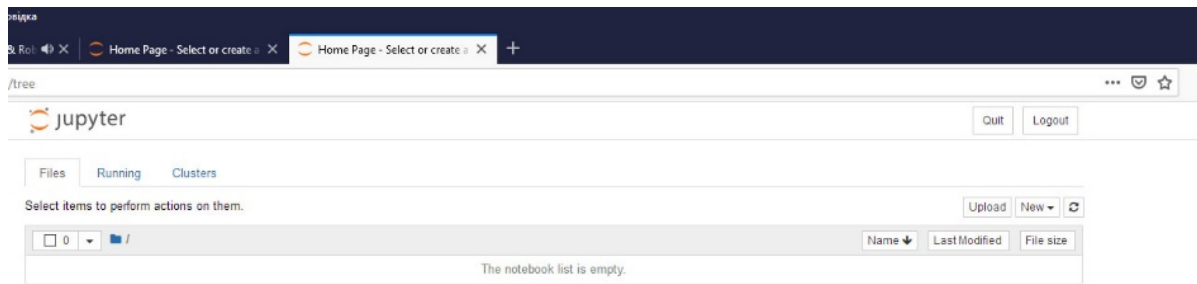 & Rob
Home Page - Select or create a
Home Page - Select or create a
/tree
jupyter
Quit
Logout
Files
Running
Clusters
Select items to perform actions on them.
Upload
New
0
/
Name
Last Modified
File size
The notebook list is empty.